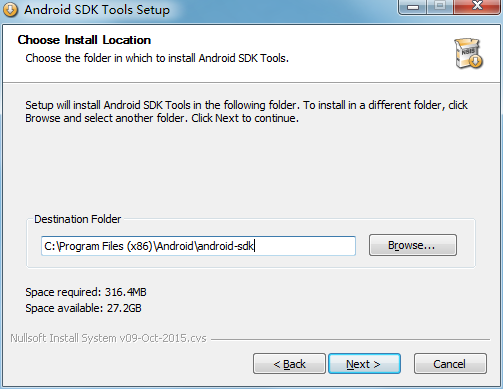 Android SDK Tools Setup
Choose Install Location
Choose the folder in which to install Android SDK Tools.
Setup will install Android SDK Tools in the following folder. To install in a different folder, click
Browse and select another folder. Click Next to continue.
Destination Folder
C:\Program Files (x86)\Android\android-sdk
Browse...
Space required: 316.4MB
Space available: 27.2GB
Nullsoft Install System v09-Oct-2015.cvs
< Back Next > Cancel